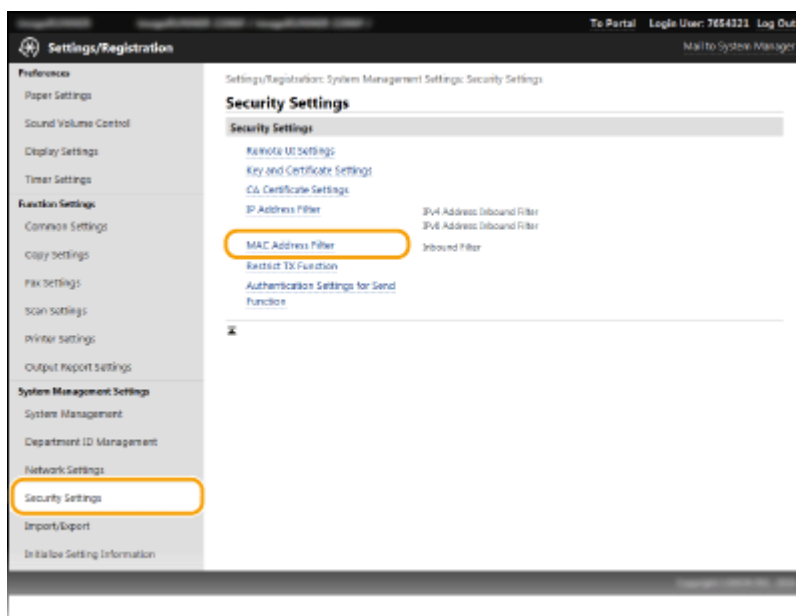 To Portal Login User: 7654321 Log Out
Settings/Registration
Mail to System Manager
Preferences
Paper Settings
Sound Volume Control
Display Settings
Timer Settings
Function Settings
Common Settings
Copy Settings
Fax Settings
Scan Settings
Printer Settings
Output Report Settings
System Management Settings
System Management
Department ID Management
Network Settings
Security Settings
Import/Export
Initialize Setting Information
Settings/Registration: System Management Settings: Security Settings
Security Settings
Security Settings
Remote UI Settings
Key and Certificate Settings
CA Certificate Settings
IP Address Filter
IPv4 Address Inbound Filter
IPv6 Address Inbound Filter
MAC Address Filter
Inbound Filter
Restrict TX Function
Authentication Settings for Send
Function